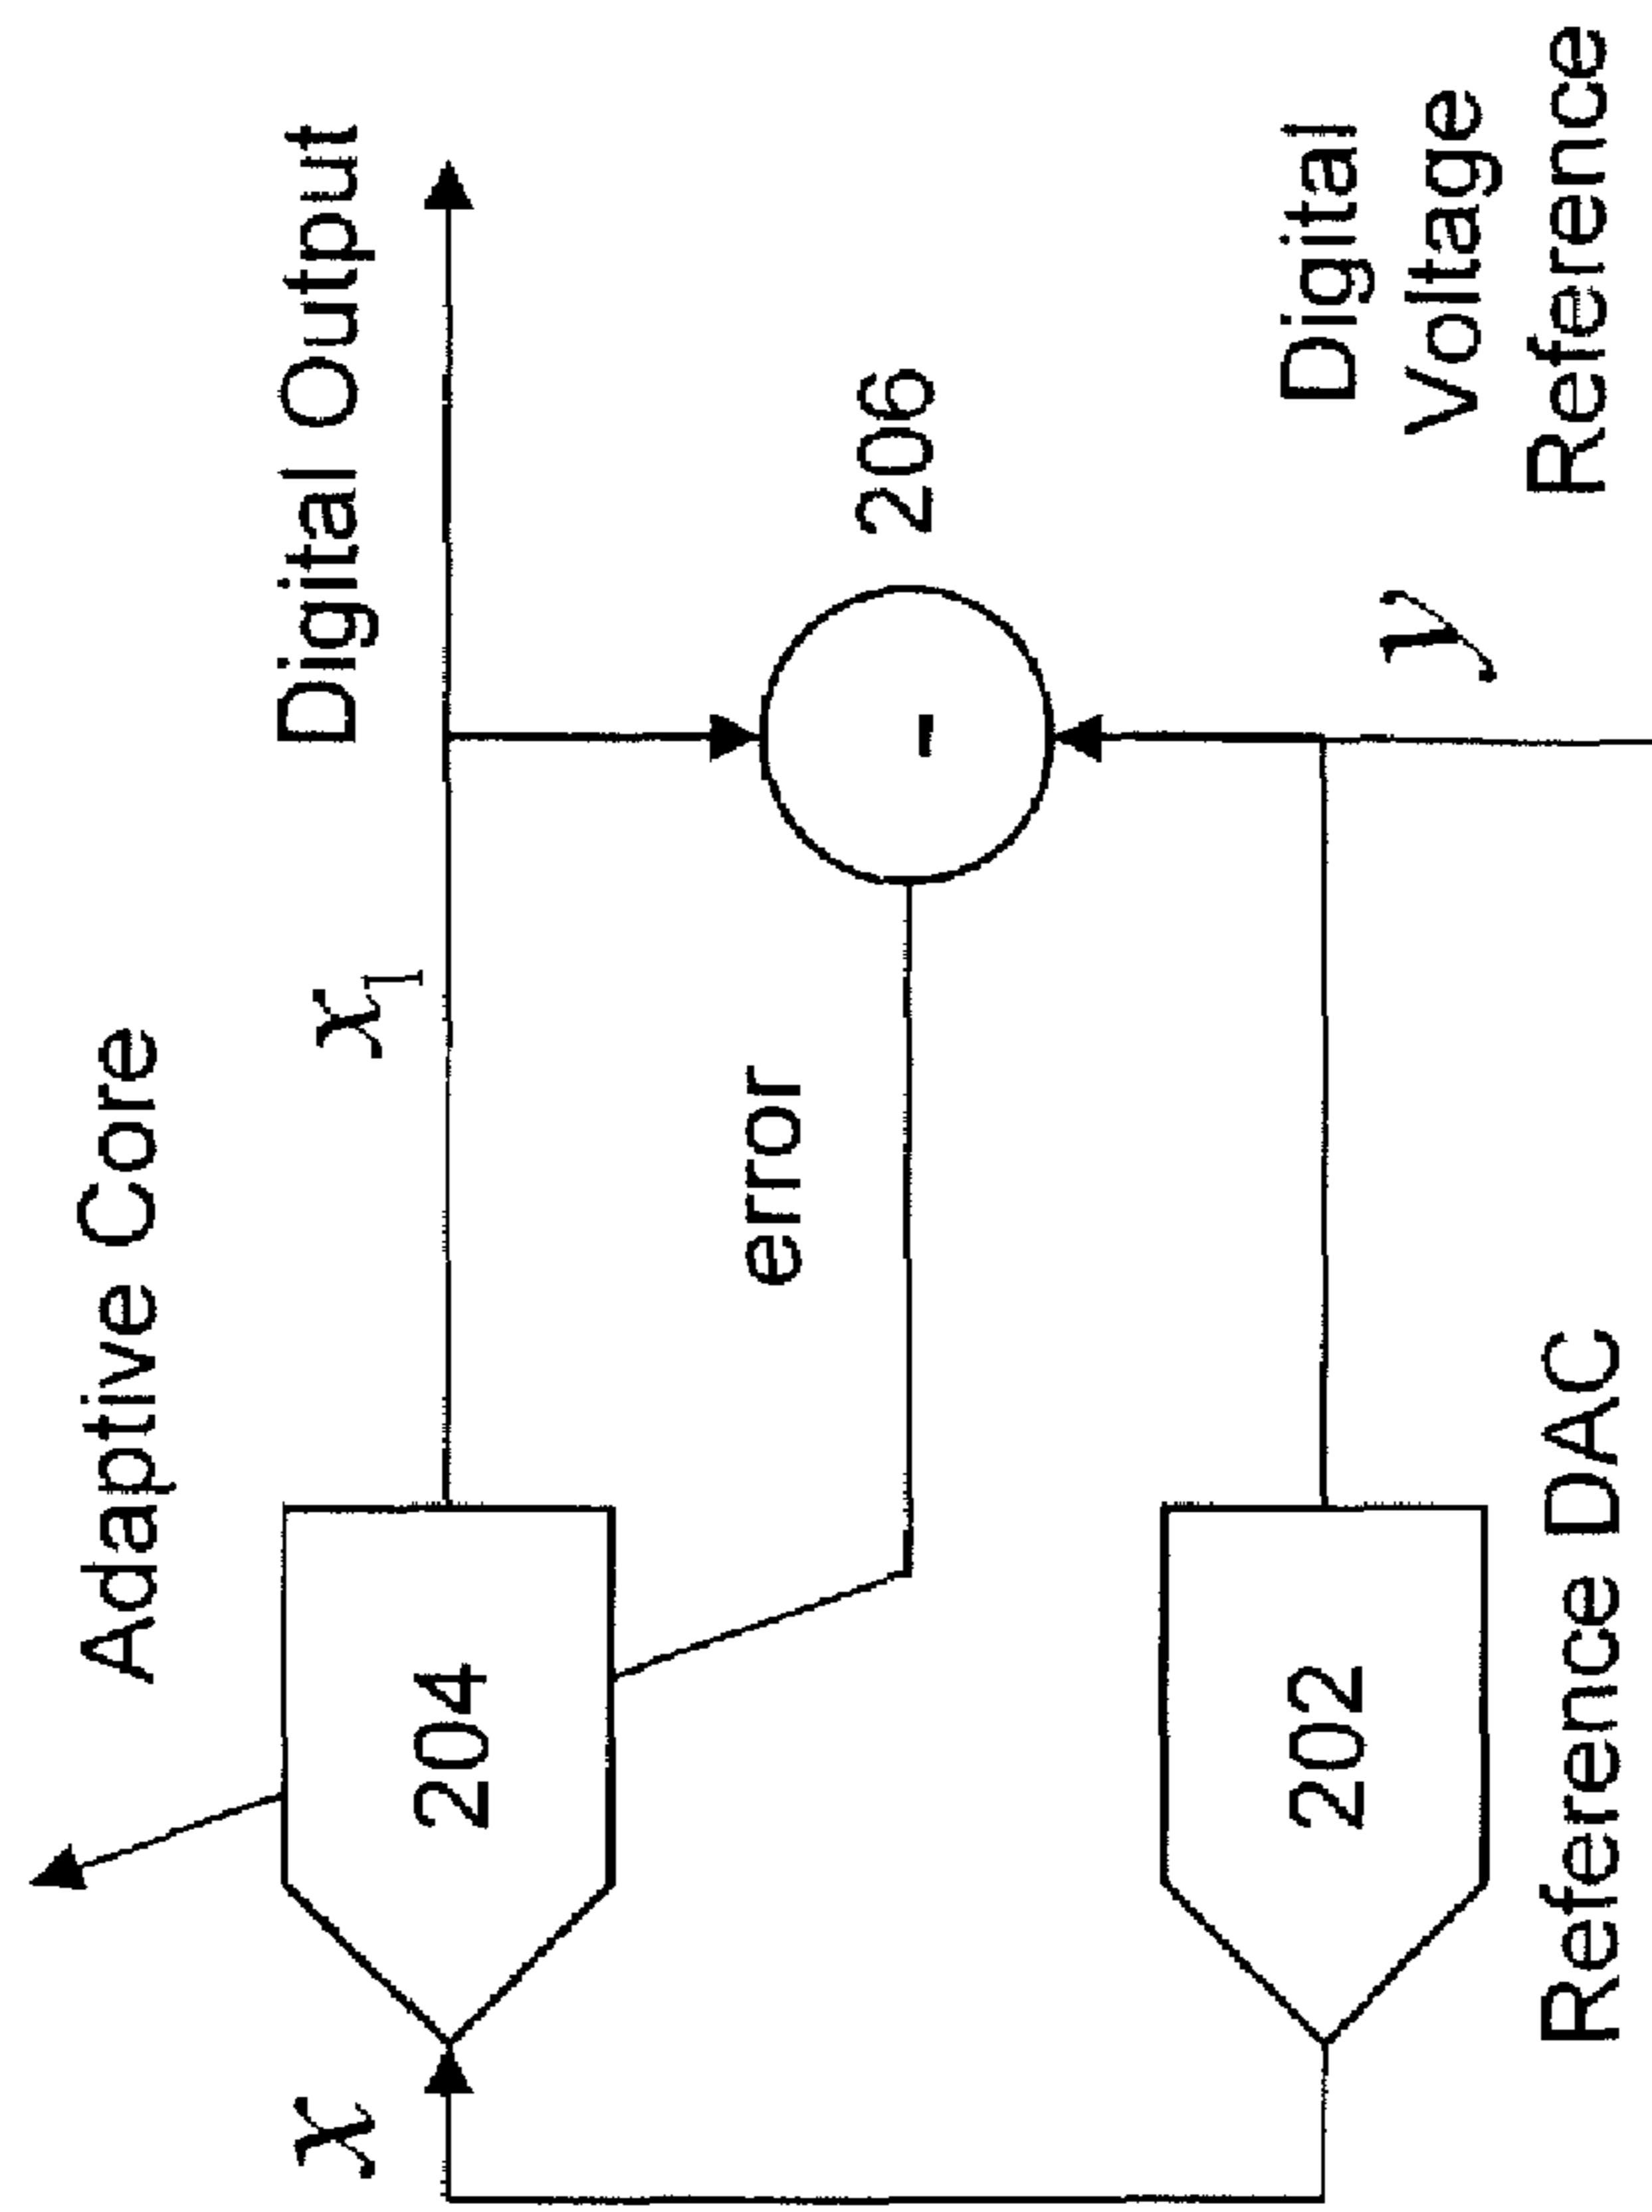 Adaptive Core
x
204
x1
Digital Output
error
206
-
202
y
Digital
Voltage
Reference
Reference DAC